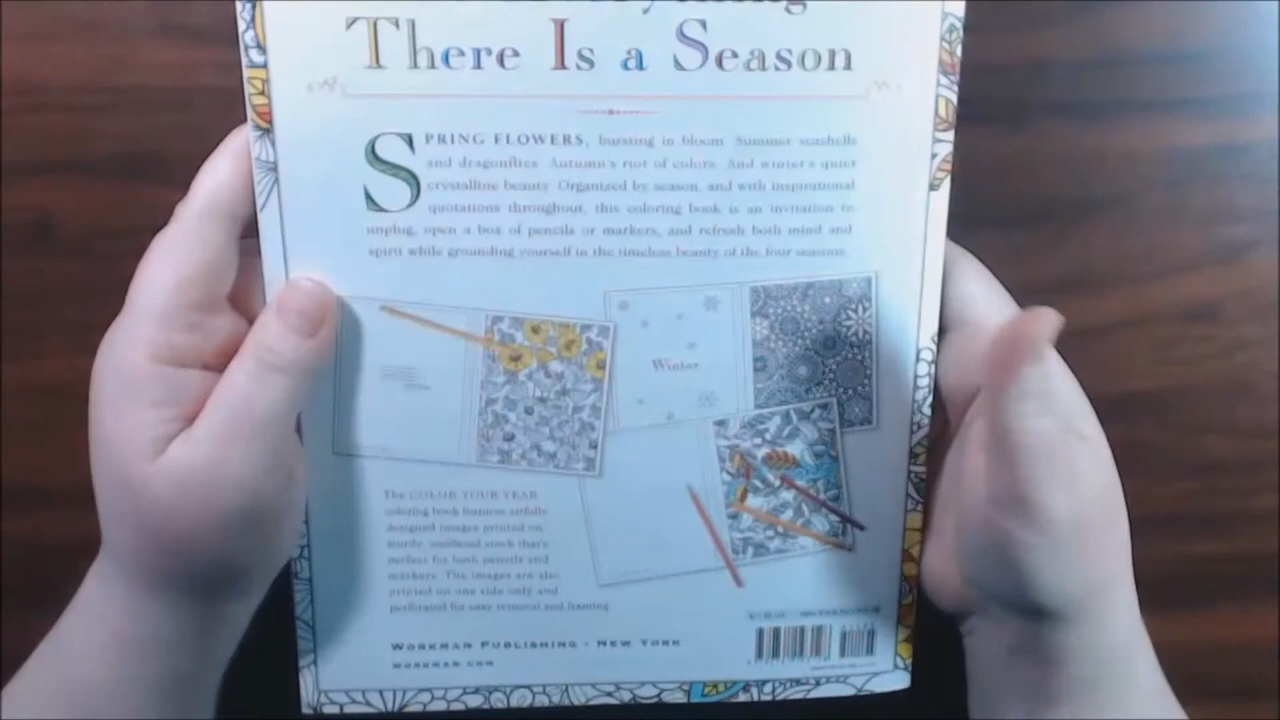 There Is a Season
SPRING FLOWERS, bursting in bloom. Summer seashells
and dragonflies. Autumn's riot of colors. And winter's quiet
crystalline beauty. Organized by season, and with inspirational
quotations throughout, this coloring book is an invitation to
unplug, open a box of pencils or markers, and refresh both mind and
spirit while grounding yourself in the timeless beauty of the four seasons.
Winter
The COLOR YOUR YEAR
coloring book features artfully
designed images printed on
sturdy, uncoated stock that's
perfect for both pencils and
markers. The images are also
printed on one side only and
perforated for easy removal and framing.
WORKMAN PUBLISHING • NEW YORK
WORKMAN.COM